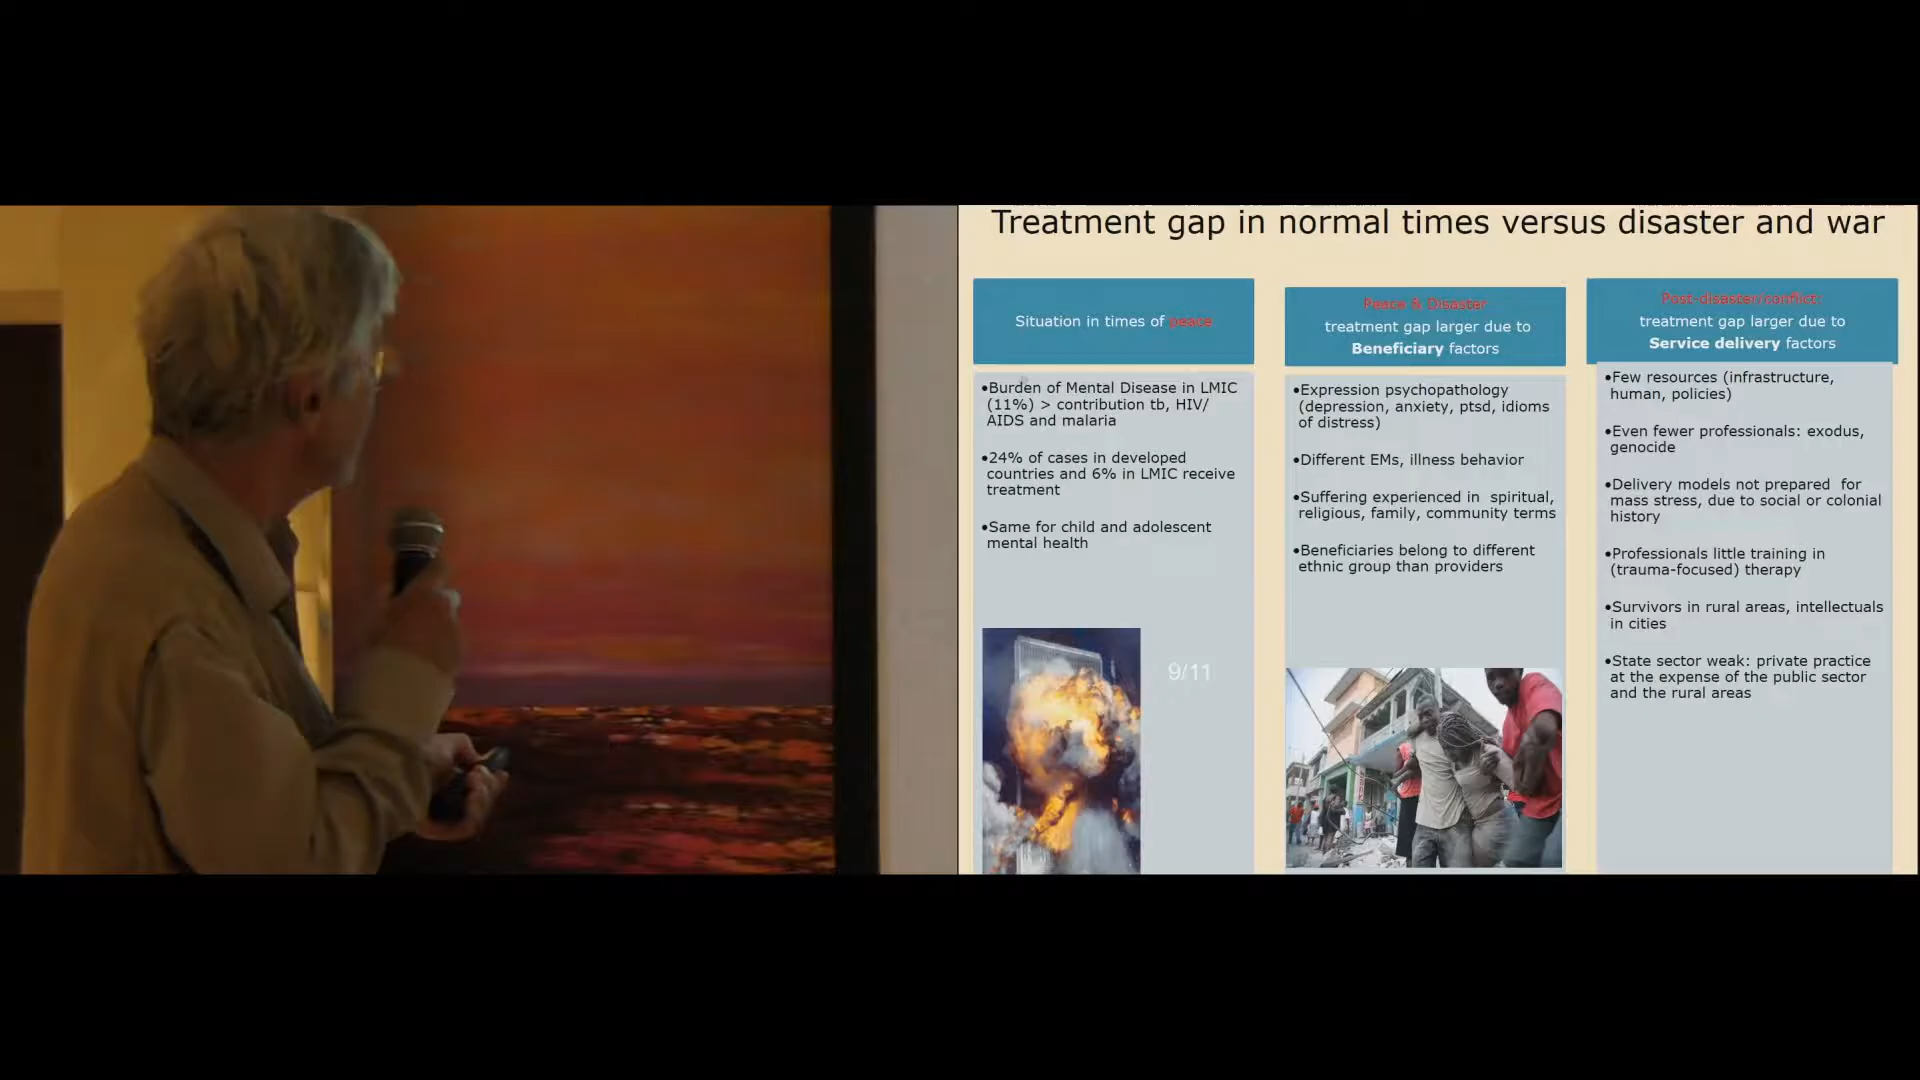 Treatment gap in normal times versus disaster and war
Situation in times of peace
•Burden of Mental Disease in LMIC
(11%) > contribution tb, HIV/
AIDS and malaria
•24% of cases in developed
countries and 6% in LMIC receive
treatment
•Same for child and adolescent
mental health
9/11
Peace & Disaster
treatment gap larger due to
Beneficiary factors
•Expression psychopathology
(depression, anxiety, ptsd, idioms
of distress)
•Different EMs, illness behavior
•Suffering experienced in spiritual,
religious, family, community terms
•Beneficiaries belong to different
ethnic group than providers
Post-disaster/conflict:
treatment gap larger due to
Service delivery factors
•Few resources (infrastructure,
human, policies)
•Even fewer professionals: exodus,
genocide
•Delivery models not prepared for
mass stress, due to social or colonial
history
•Professionals little training in
(trauma-focused) therapy
•Survivors in rural areas, intellectuals
in cities
•State sector weak: private practice
at the expense of the public sector
and the rural areas